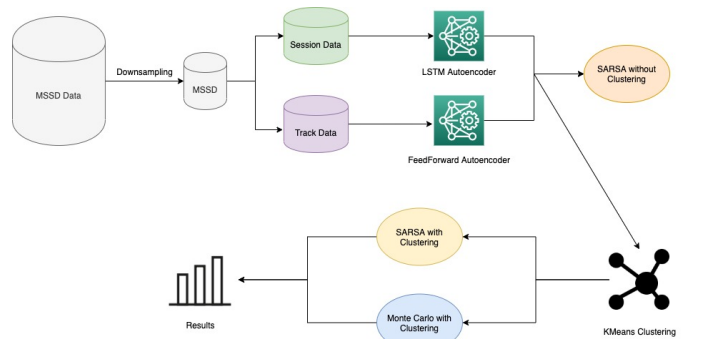 MSSD Data
Downsampling
MSSD
Session Data
Track Data
LSTM Autoencoder
FeedForward Autoencoder
SARSA without
Clustering
SARSA with
Clustering
Monte Carlo with
Clustering
Results
KMeans Clustering